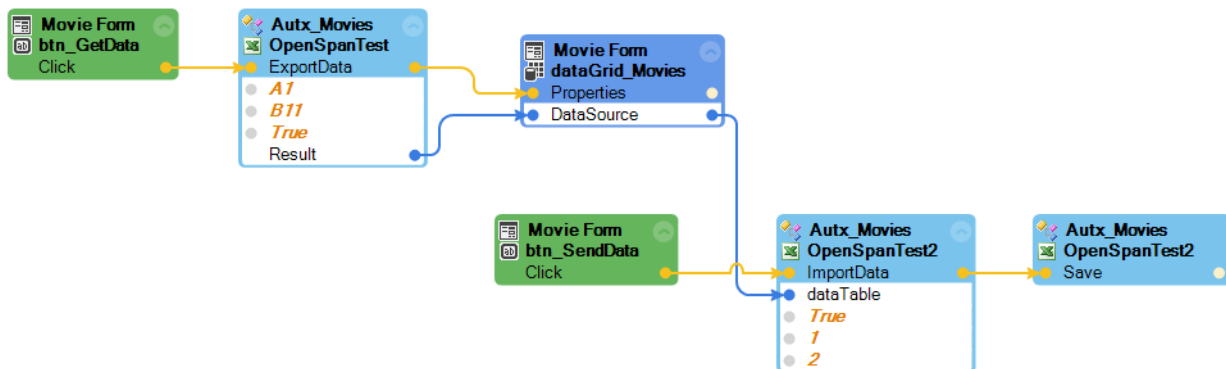 Movie Form
btn_GetData
Click
Autx_Movies
OpenSpanTest
ExportData
A1
B11
True
Result
Movie Form
dataGrid_Movies
Properties
DataSource
Movie Form
btn_SendData
Click
Autx_Movies
OpenSpanTest2
ImportData
dataTable
True
1
2
Autx_Movies
OpenSpanTest2
Save